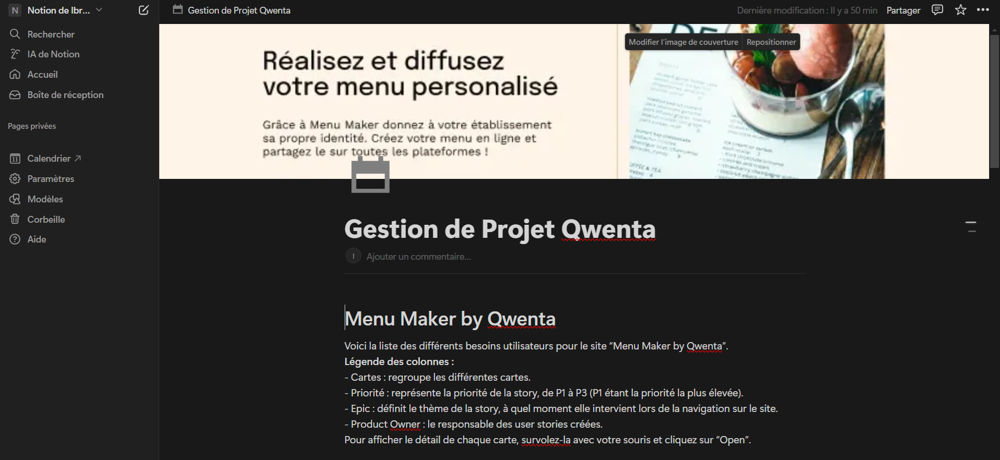 N Notion de Ibr...
Rechercher
IA de Notion
Accueil
Boîte de réception
Pages privées
11 Calendrier
Paramètres
Modèles
Corbeille
Aide
Gestion de Projet Qwenta
Dernière modification : Il y a 50 min Partager
Modifier l'image de couverture Repositionner
Réalisez et diffusez
votre menu personalisé
Grâce à Menu Maker donnez à votre établissement
sa propre identité. Créez votre menu en ligne et
partagez le sur toutes les plateformes !
Gestion de Projet Qwenta
I Ajouter un commentaire...
Menu Maker by Qwenta
Voici la liste des différents besoins utilisateurs pour le site “Menu Maker by Qwenta”.
Légende des colonnes :
- Cartes : regroupe les différentes cartes.
- Priorité : représente la priorité de la story, de P1 à P3 (P1 étant la priorité la plus élevée).
- Epic : définit le thème de la story, à quel moment elle intervient lors de la navigation sur le site.
- Product Owner : le responsable des user stories créées.
Pour afficher le détail de chaque carte, survolez-la avec votre souris et cliquez sur “Open”.